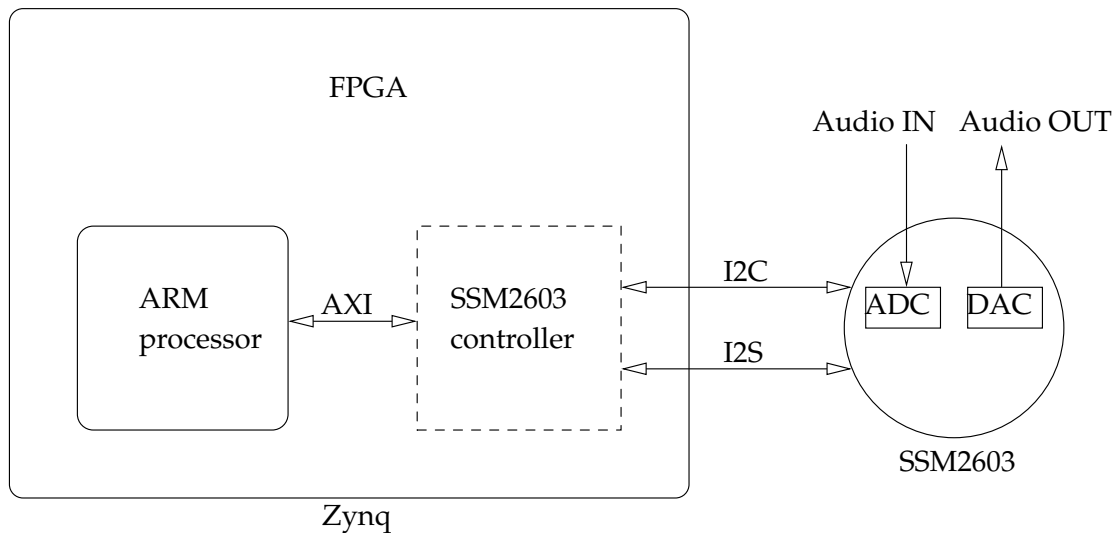 FPGA
Audio IN
Audio OUT
ARM
processor
AXI
SSM2603
controller
I2C
I2S
ADC
DAC
SSM2603
Zynq